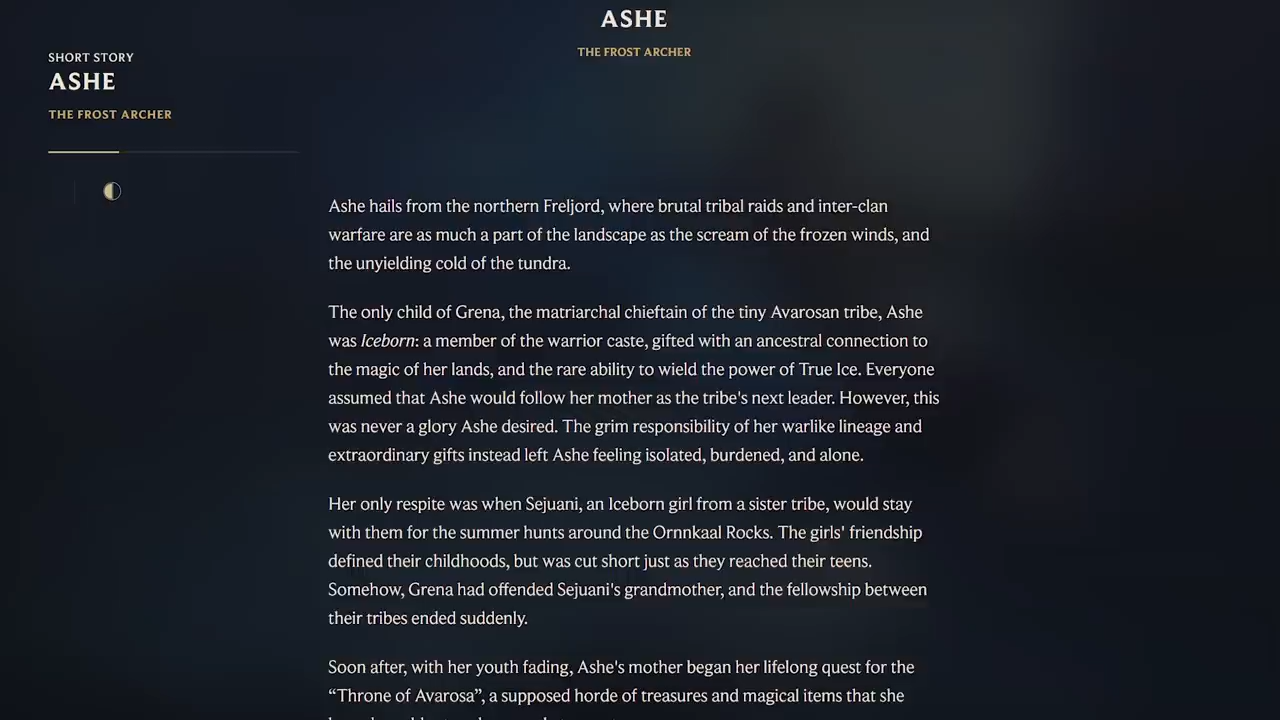 ASHE
THE FROST ARCHER
SHORT STORY
ASHE
THE FROST ARCHER
Ashe hails from the northern Freljord, where brutal tribal raids and inter-clan
warfare are as much a part of the landscape as the scream of the frozen winds, and
the unyielding cold of the tundra.
The only child of Grena, the matriarchal chieftain of the tiny Avarosan tribe, Ashe
was Iceborn: a member of the warrior caste, gifted with an ancestral connection to
the magic of her lands, and the rare ability to wield the power of True Ice. Everyone
assumed that Ashe would follow her mother as the tribe's next leader. However, this
was never a glory Ashe desired. The grim responsibility of her warlike lineage and
extraordinary gifts instead left Ashe feeling isolated, burdened, and alone.
Her only respite was when Sejuani, an Iceborn girl from a sister tribe, would stay
with them for the summer hunts around the Ornnkaal Rocks. The girls' friendship
defined their childhoods, but was cut short just as they reached their teens.
Somehow, Grena had offended Sejuani's grandmother, and the fellowship between
their tribes ended suddenly.
Soon after, with her youth fading, Ashe's mother began her lifelong quest for the
“Throne of Avarosa”, a supposed horde of treasures and magical items that she